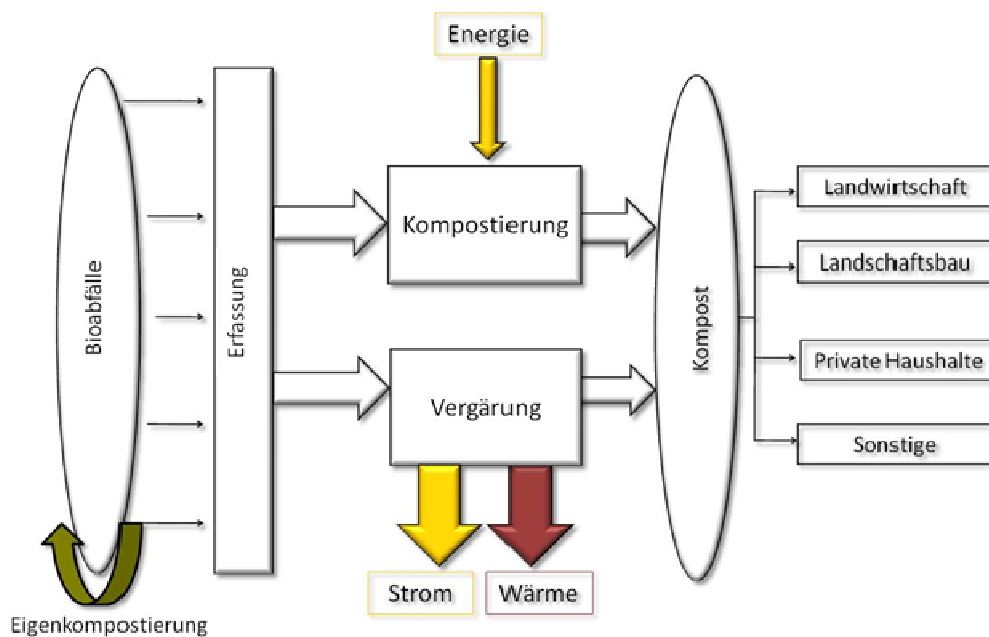 Energie
Bioabfälle
Erfassung
Kompostierung
Vergärung
Kompost
Landwirtschaft
Landschaftsbau
Private Haushalte
Sonstige
Strom
Wärme
Eigenkompostierung